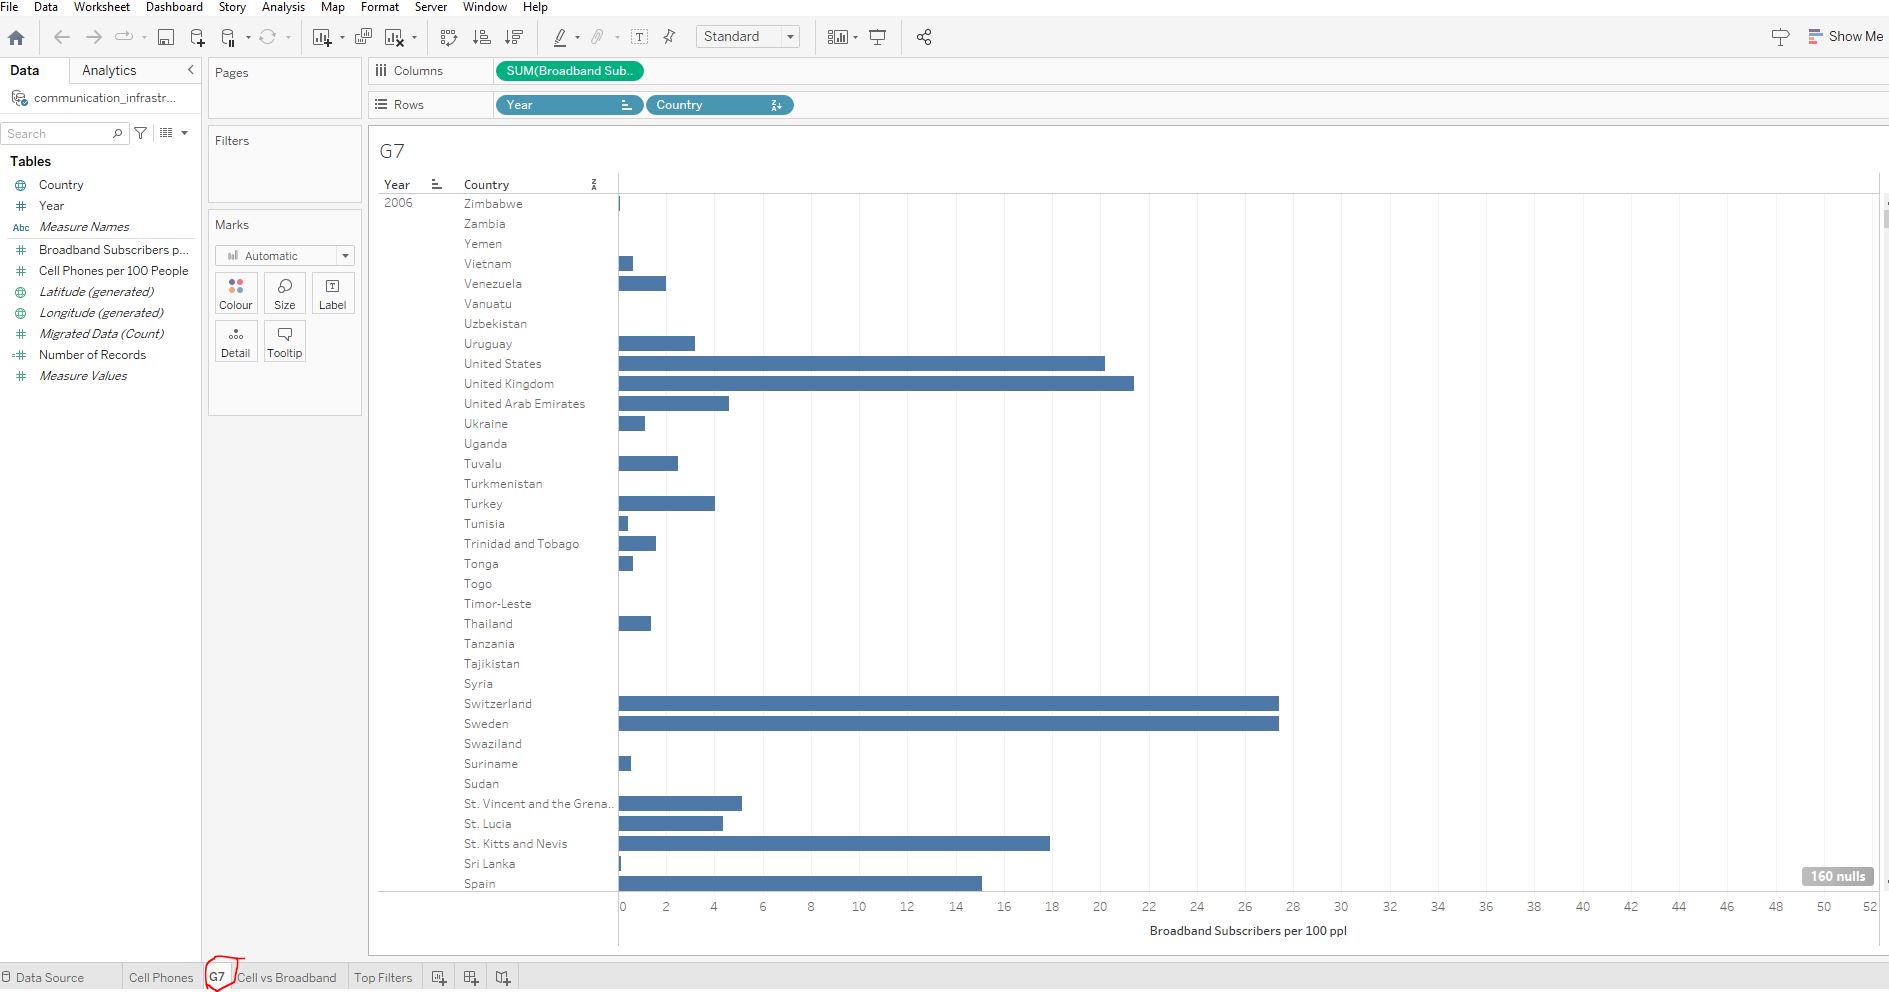 File Data Worksheet Dashboard Story Analysis Map Format Server Window Help
Standard
Show Me
Data Analytics
communication_infrastr...
Search
Tables
Country
Year
Abc Measure Names
Broadband Subscribers p...
Cell Phones per 100 People
Latitude (generated)
Longitude (generated)
Migrated Data (Count)
Number of Records
Measure Values
Pages
Filters
Marks
Automatic
Colour Size Label
Detail Tooltip
Columns SUM(Broadband Sub..
Rows Year Country
G7
Year Country
2006 Zimbabwe
Zambia
Yemen
Vietnam
Venezuela
Vanuatu
Uzbekistan
Uruguay
United States
United Kingdom
United Arab Emirates
Ukraine
Uganda
Tuvalu
Turkmenistan
Turkey
Tunisia
Trinidad and Tobago
Tonga
Togo
Timor-Leste
Thailand
Tanzania
Tajikistan
Syria
Switzerland
Sweden
Swaziland
Suriname
Sudan
St. Vincent and the Grena..
St. Lucia
St. Kitts and Nevis
Sri Lanka
Spain
160 nulls
0 2 4 6 8 10 12 14 16 18 20 22 24 26 28 30 32 34 36 38 40 42 44 46 48 50 52
Broadband Subscribers per 100 ppl
Data Source Cell Phones G7 Cell vs Broadband Top Filters